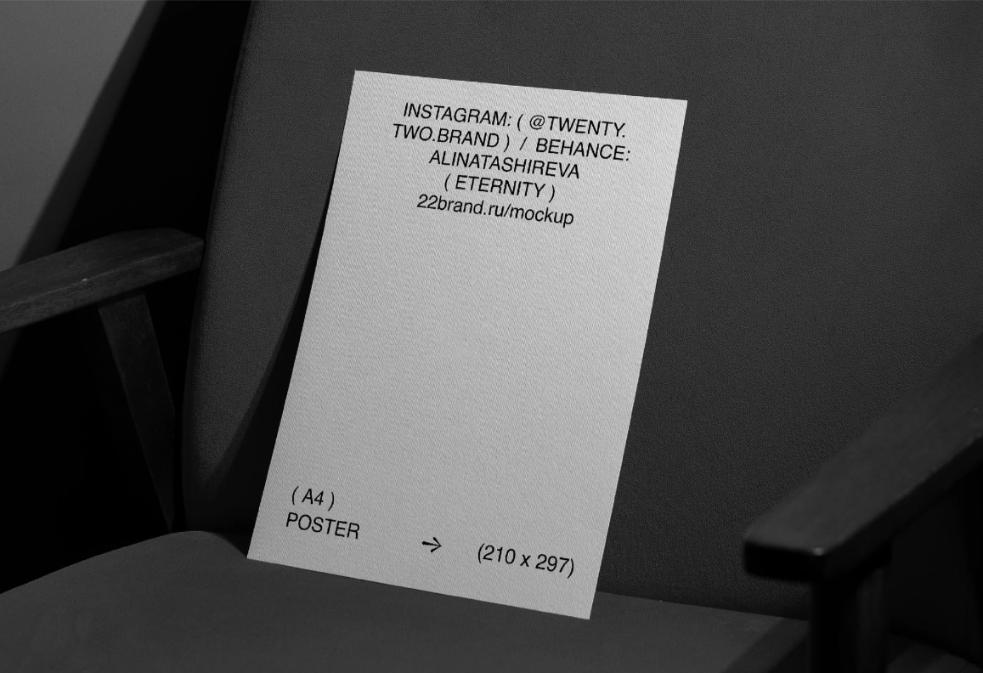 INSTAGRAM: ( @TWENTY.
TWO.BRAND ) / BEHANCE:
ALINATASHIREVA
( ETERNITY )
22brand.ru/mockup
( A4 )
POSTER → (210 x 297)